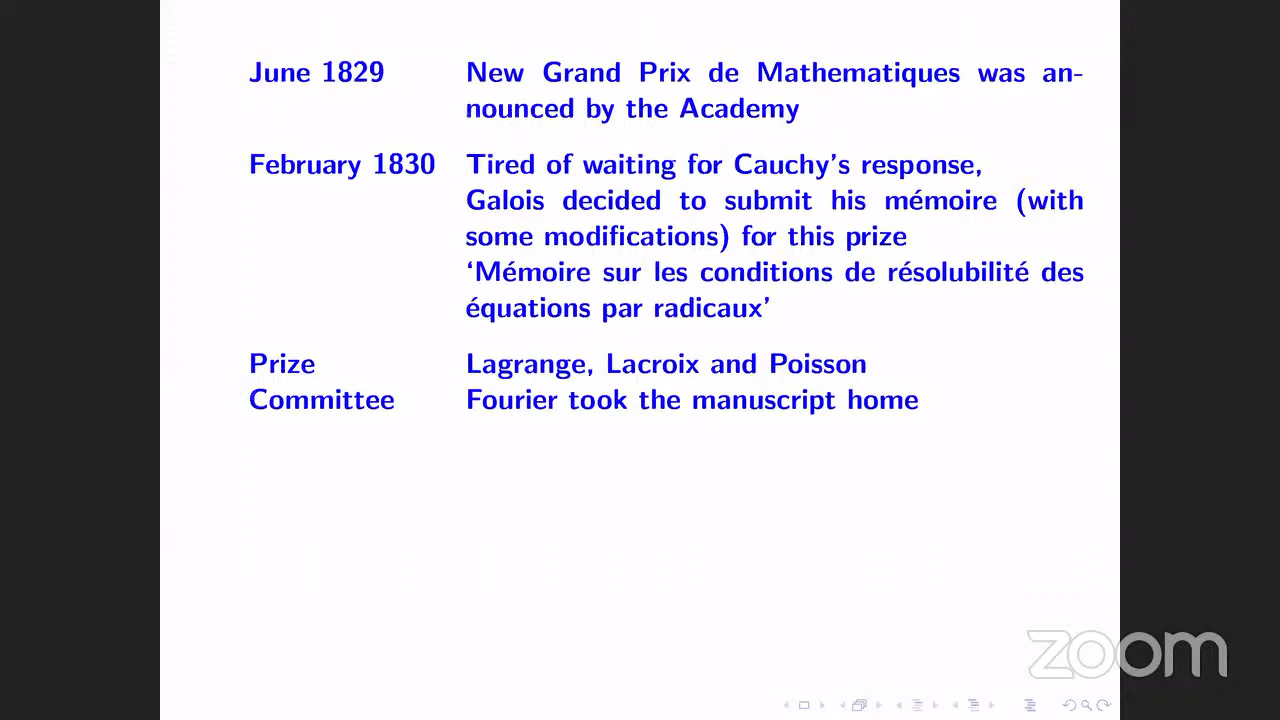 June 1829 New Grand Prix de Mathematiques was an-
nounced by the Academy
February 1830 Tired of waiting for Cauchy's response,
Galois decided to submit his mémoire (with
some modifications) for this prize
‘Mémoire sur les conditions de résolubilité des
équations par radicaux’
Prize Lagrange, Lacroix and Poisson
Committee Fourier took the manuscript home
zoom